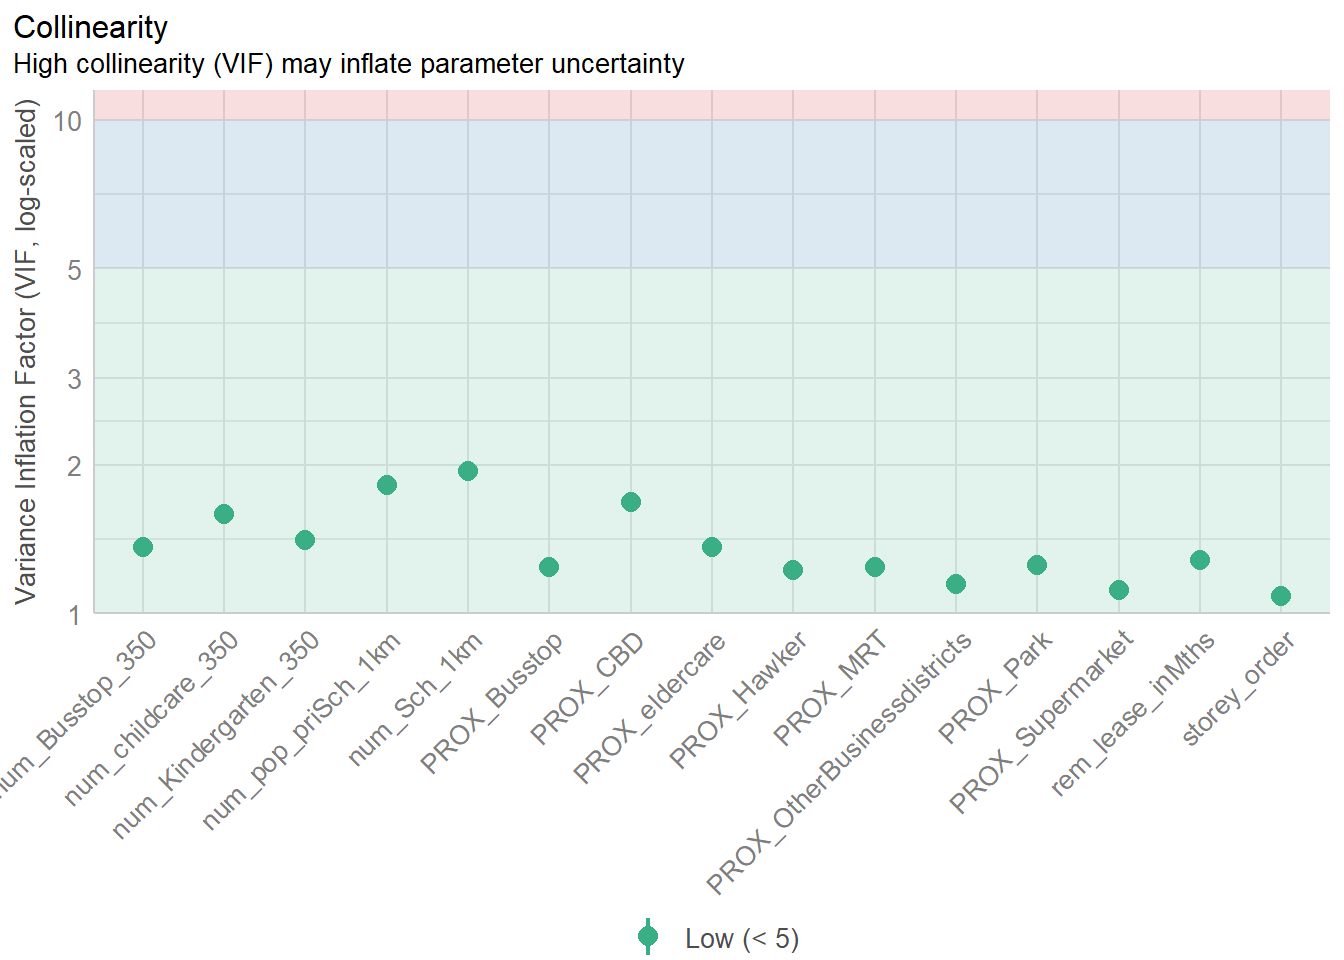 Collinearity
High collinearity (VIF) may inflate parameter uncertainty
Variance Inflation Factor (VIF, log-scaled)
10
5
3
2
1
num_Busstop_350
num_childcare_350
num_Kindergarten_350
num_pop_priSch_1km
num_Sch_1km
PROX_Busstop
PROX_CBD
PROX_eldercare
PROX_Hawker
PROX_MRT
PROX_OtherBusinessdistricts
PROX_Park
PROX_Supermarket
rem_lease_inMths
storey_order
Low (< 5)